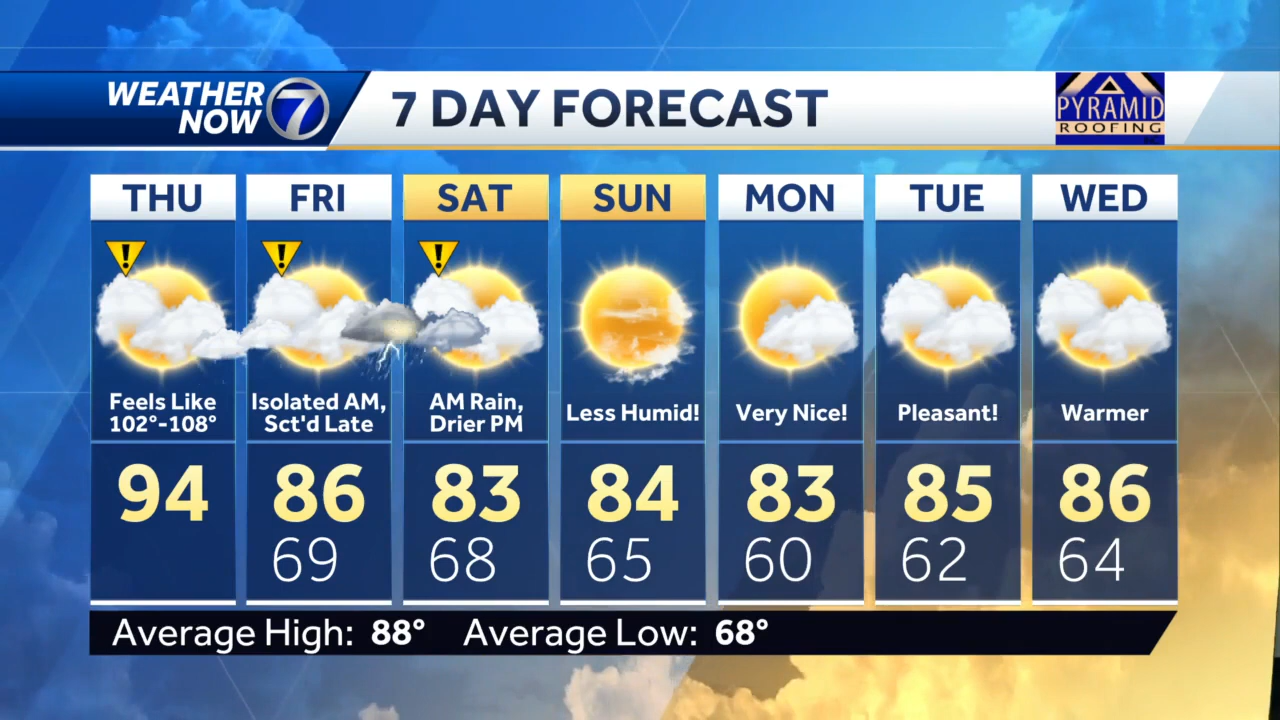 WEATHER
NOW
7
7 DAY FORECAST
PYRAMID
ROOFING
THU
FRI
SAT
SUN
MON
TUE
WED
!
!
!
Feels Like
102°-108°
Isolated AM,
Sct'd Late
AM Rain,
Drier PM
Less Humid!
Very Nice!
Pleasant!
Warmer
94
86
83
84
83
85
86
69
68
65
60
62
64
Average High: 88° Average Low: 68°